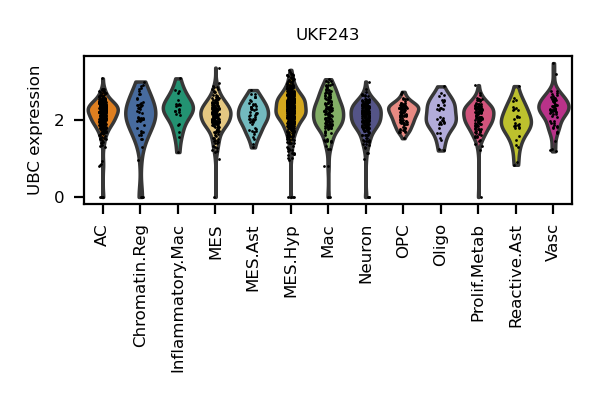 UKF243
UBC expression
2
0
AC
Chromatin.Reg
Inflammatory.Mac
MES
MES.Ast
MES.Hyp
Mac
Neuron
OPC
Oligo
Prolif.Metab
Reactive.Ast
Vasc